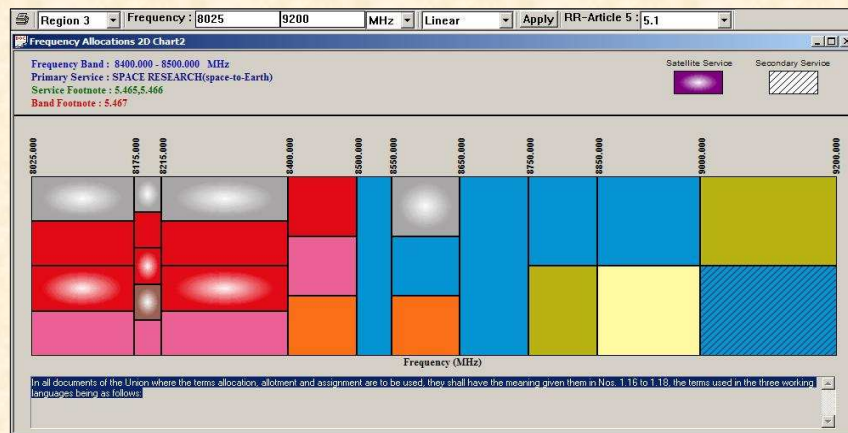 Region 3 Frequency : 8025 9200 MHz Linear Apply RR-Article 5 : 5.1
Frequency Allocations 2D Chart2
Frequency Band : 8400.000 - 8500.000 MHz
Primary Service : SPACE RESEARCH(space-to-Earth)
Service Footnote : 5.465,5.466
Band Footnote : 5.467
Satellite Service Secondary Service
8025.000 8175.000 8215.000 8400.000 8500.000 8550.000 8650.000 8750.000 8850.000 9000.000 9200.000
Frequency (MHz)
In all documents of the Union where the terms allocation, allotment and assignment are to be used, they shall have the meaning given them in Nos. 1.16 to 1.18, the terms used in the three working
languages being as follows: